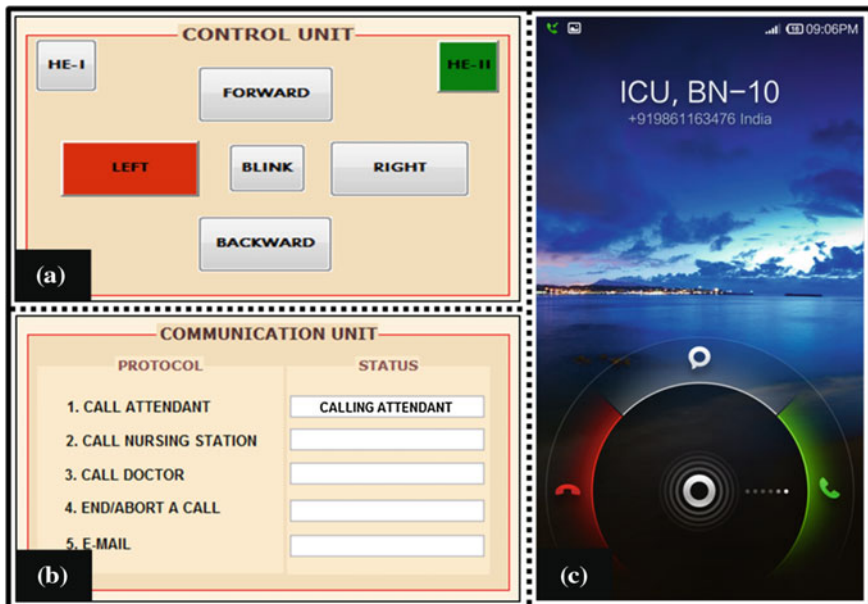 CONTROL UNIT
HE-I
HE-II
FORWARD
LEFT
BLINK
RIGHT
BACKWARD
(a)
COMMUNICATION UNIT
PROTOCOL
STATUS
1. CALL ATTENDANT
CALLING ATTENDANT
2. CALL NURSING STATION
3. CALL DOCTOR
4. END/ABORT A CALL
5. E-MAIL
(b)
18 09:06PM
ICU, BN-10
+919861163476 India
(c)